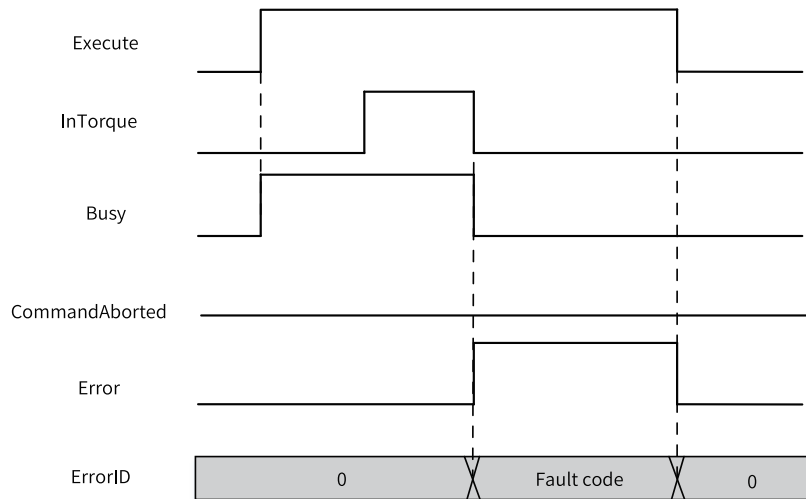 Execute
InTorque
Busy
CommandAborted
Error
ErrorID
0
Fault code
0